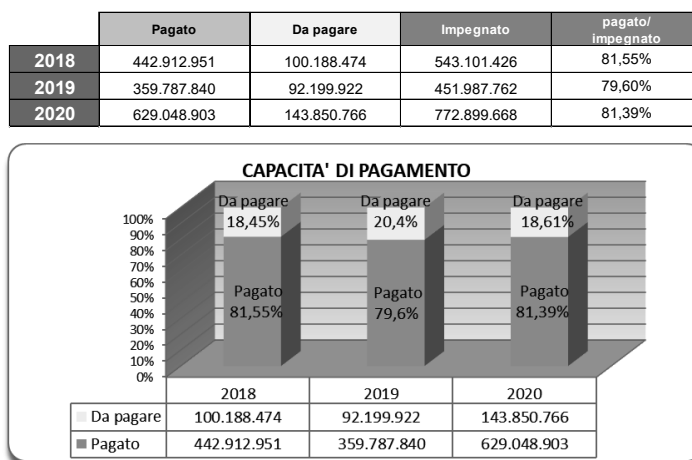 Pagato Da pagare Impegnato pagato/
impegnato
2018 442.912.951 100.188.474 543.101.426 81,55%
2019 359.787.840 92.199.922 451.987.762 79,60%
2020 629.048.903 143.850.766 772.899.668 81,39%
CAPACITA' DI PAGAMENTO
Da pagare Da pagare Da pagare
18,45% 20,4% 18,61%
Pagato Pagato Pagato
81,55% 79,6% 81,39%
100%
90%
80%
70%
60%
50%
40%
30%
20%
10%
0%
2018 2019 2020
Da pagare 100.188.474 92.199.922 143.850.766
Pagato 442.912.951 359.787.840 629.048.903